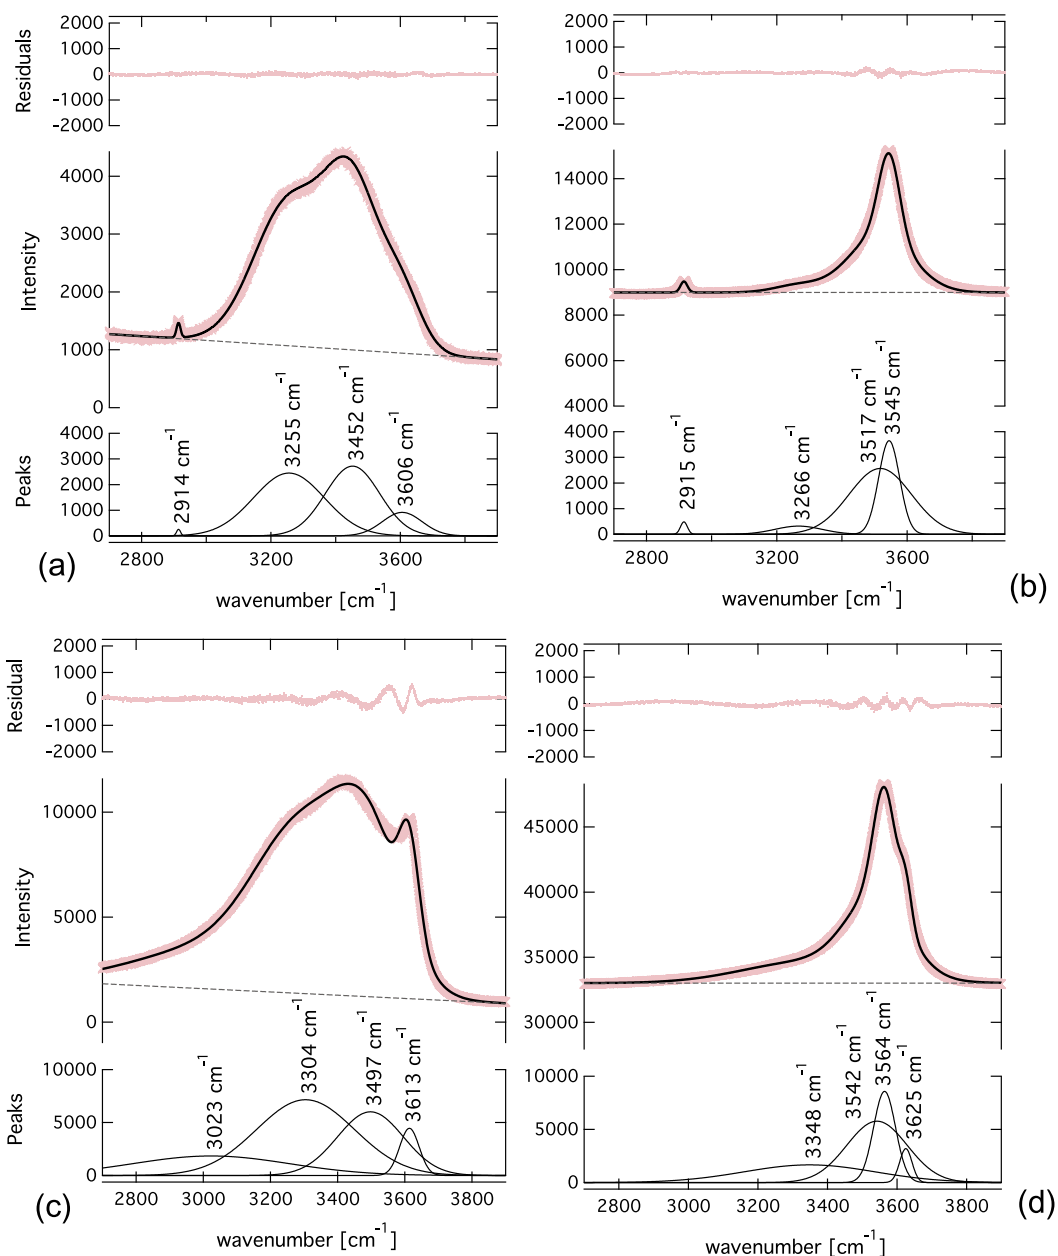 Residuals
2000
1000
0
-1000
-2000
Intensity
4000
3000
2000
1000
0
Peaks
4000
3000
2000
1000
0
2914 cm⁻¹
3255 cm⁻¹
3452 cm⁻¹
3606 cm⁻¹
2800
3200
3600
wavenumber [cm⁻¹]
(a)
2000
1000
0
-1000
-2000
14000
12000
10000
8000
6000
4000
4000
3000
2000
1000
0
2915 cm⁻¹
3266 cm⁻¹
3517 cm⁻¹
3545 cm⁻¹
2800
3200
3600
wavenumber [cm⁻¹]
(b)
Residual
2000
1000
0
-1000
-2000
Intensity
10000
5000
0
Peaks
10000
5000
0
3023 cm⁻¹
3304 cm⁻¹
3497 cm⁻¹
3613 cm⁻¹
2800
3000
3200
3400
3600
3800
wavenumber [cm⁻¹]
(c)
2000
1000
0
-1000
-2000
45000
40000
35000
30000
10000
5000
0
3348 cm⁻¹
3542 cm⁻¹
3564 cm⁻¹
3625 cm⁻¹
2800
3000
3200
3400
3600
3800
wavenumber [cm⁻¹]
(d)